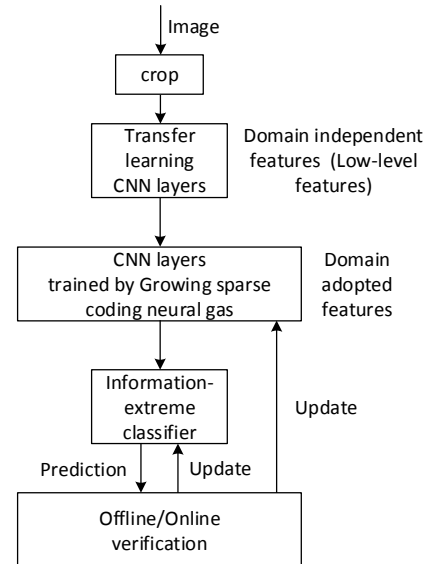 Image
crop
Transfer
learning
CNN layers
Domain independent
features (Low-level
features)
CNN layers
trained by Growing sparse
coding neural gas
Domain
adopted
features
Information-
extreme
classifier
Update
Prediction
Update
Offline/Online
verification